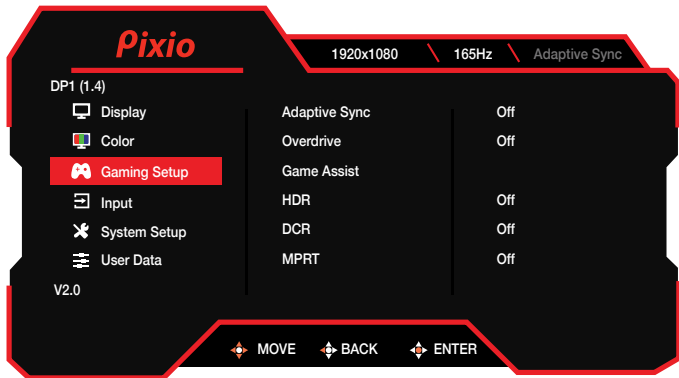 Pixio
1920x1080 165Hz Adaptive Sync
DP1 (1.4)
Display Adaptive Sync Off
Color Overdrive Off
Gaming Setup Game Assist
Input HDR Off
System Setup DCR Off
User Data MPRT Off
V2.0
MOVE BACK ENTER